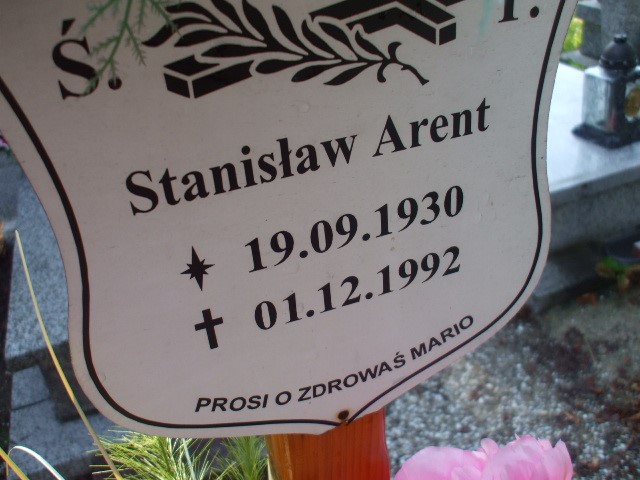 Ś. P.
Stanisław Arent
19.09.1930
01.12.1992
PROSI O ZDROWAŚ MARIO